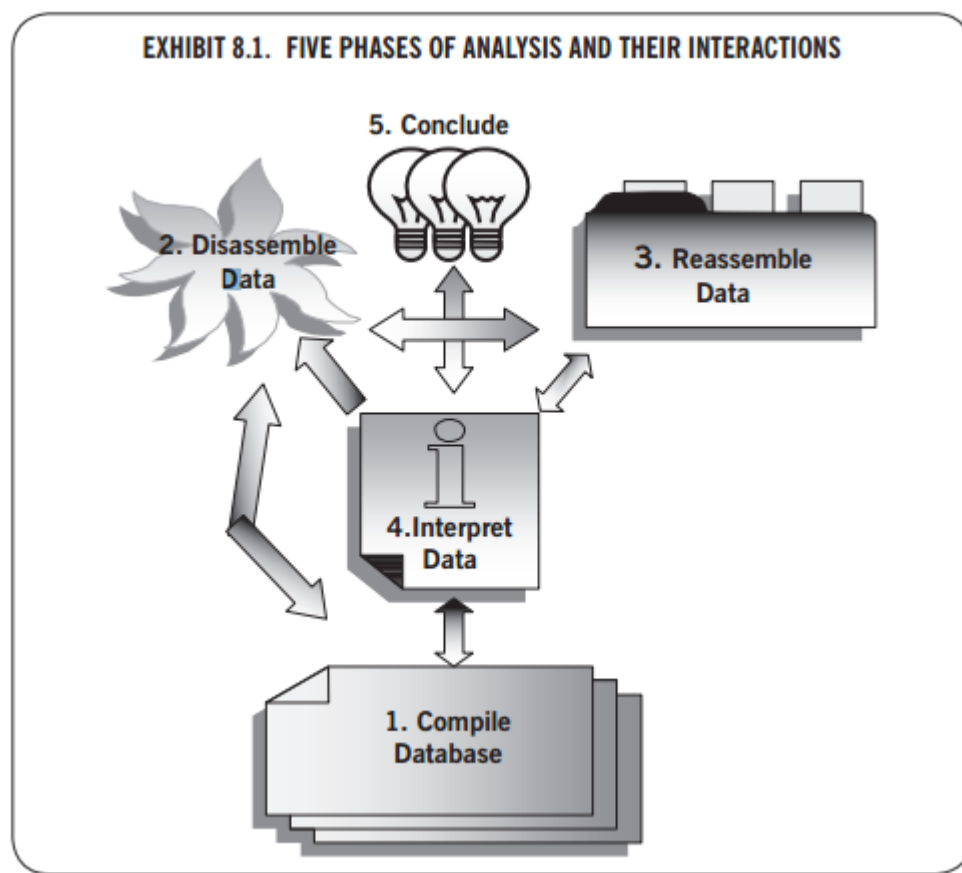 EXHIBIT 8.1. FIVE PHASES OF ANALYSIS AND THEIR INTERACTIONS
5. Conclude
2. Disassemble
Data
3. Reassemble
Data
4.Interpret
Data
1. Compile
Database